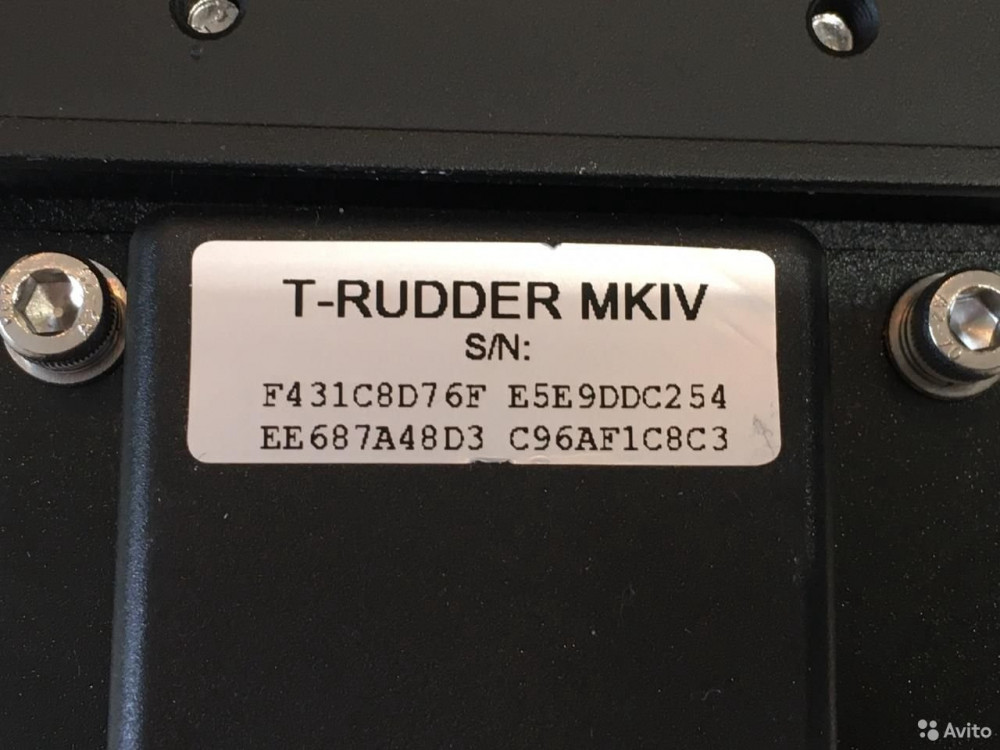 T-RUDDER MKIV
S/N:
F431C8D76F E5E9DDC254
EE687A48D3 C96AF1C8C3
Avito